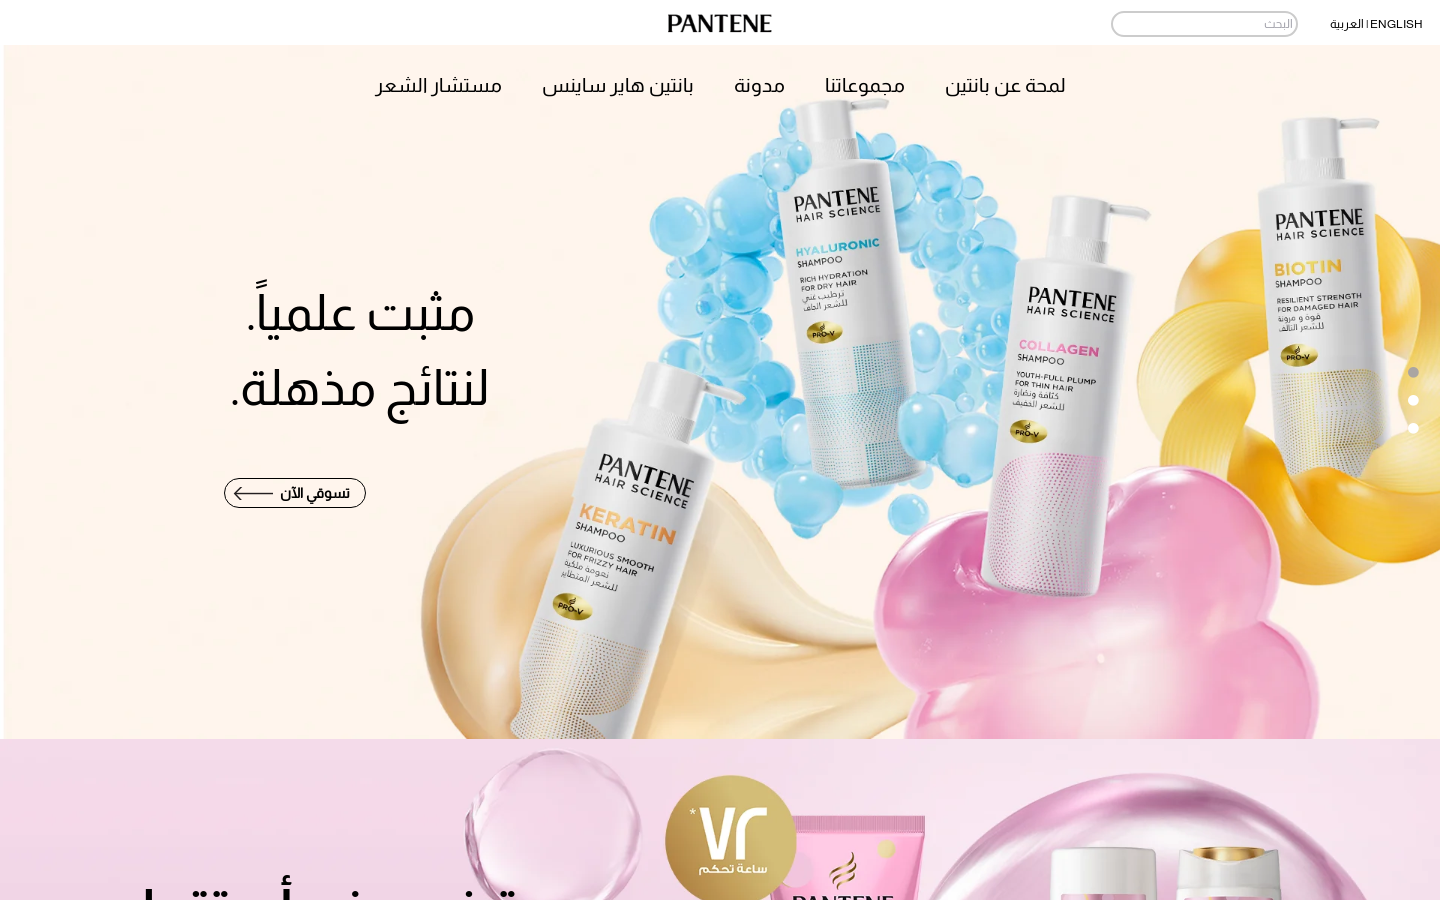 PANTENE
البحث
العربية | ENGLISH
لمحة عن بانتين
مجموعاتنا
مدونة
بانتين هاير ساينس
مستشار الشعر
مثبت علمياً.
لنتائج مذهلة.
تسوقي الآن
PANTENE
HAIR SCIENCE
KERATIN
SHAMPOO
LUXURIOUS SMOOTH
FOR FRIZZY HAIR
نعومة ملكية
للشعر المتطاير
PRO-V
PANTENE
HAIR SCIENCE
HYALURONIC
SHAMPOO
RICH HYDRATION
FOR DRY HAIR
ترطيب غني
للشعر الجاف
PRO-V
PANTENE
HAIR SCIENCE
COLLAGEN
SHAMPOO
YOUTH-FULL PLUMP
FOR THIN HAIR
كثافة ونضارة
للشعر الخفيف
PRO-V
PANTENE
HAIR SCIENCE
BIOTIN
SHAMPOO
RESILIENT STRENGTH
FOR DAMAGED HAIR
قوة و مرونة
للشعر التالف
PRO-V
٧٢*
ساعة تحكم
PANTENE